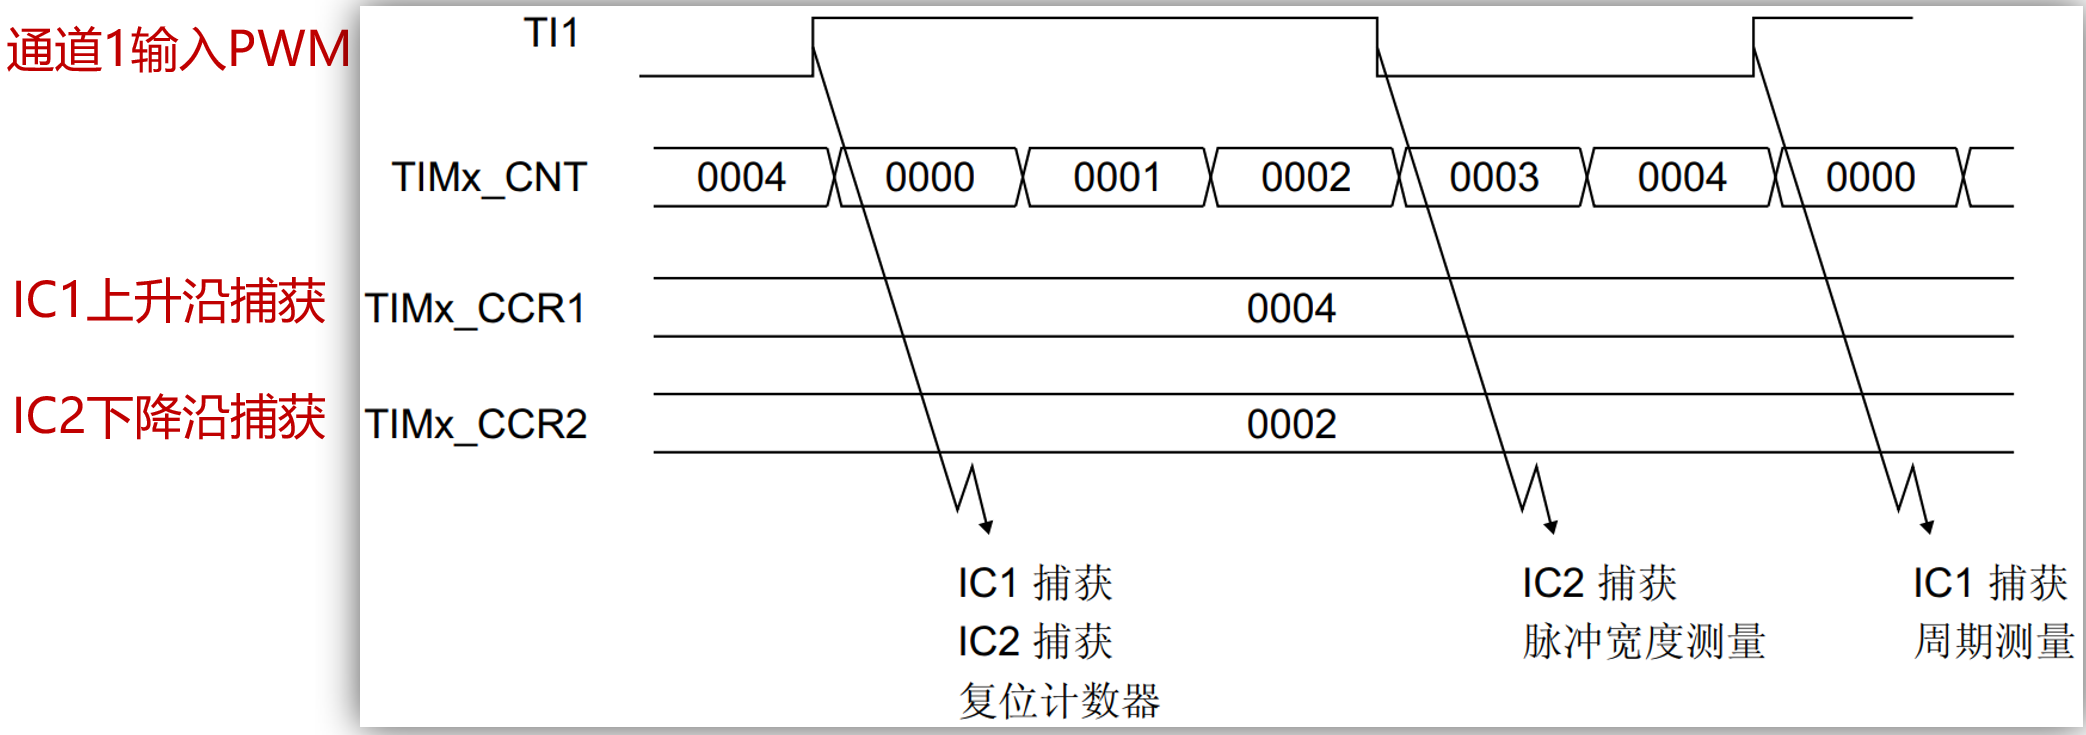 通道1输入PWM
TI1
TIMx_CNT
0004 0000 0001 0002 0003 0004 0000
IC1上升沿捕获
TIMx_CCR1
0004
IC2下降沿捕获
TIMx_CCR2
0002
IC1 捕获
IC2 捕获
复位计数器
IC2 捕获
脉冲宽度测量
IC1 捕获
周期测量